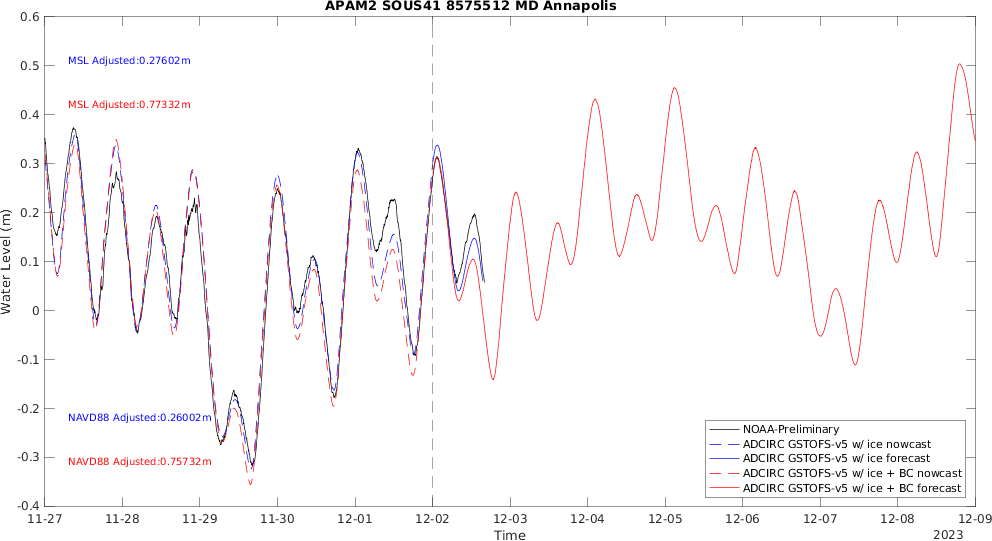 APAM2 SOUS41 8575512 MD Annapolis
0.6
0.5
0.4
0.3
0.2
0.1
0
-0.1
-0.2
-0.3
-0.4
Water Level (m)
MSL Adjusted:0.27602m
MSL Adjusted:0.77332m
NAVD88 Adjusted:0.26002m
NAVD88 Adjusted:0.75732m
NOAA-Preliminary
ADCIRC GSTOFS-v5 w/ ice nowcast
ADCIRC GSTOFS-v5 w/ ice forecast
ADCIRC GSTOFS-v5 w/ ice + BC nowcast
ADCIRC GSTOFS-v5 w/ ice + BC forecast
11-27 11-28 11-29 11-30 12-01 12-02 12-03 12-04 12-05 12-06 12-07 12-08 12-09
Time
2023